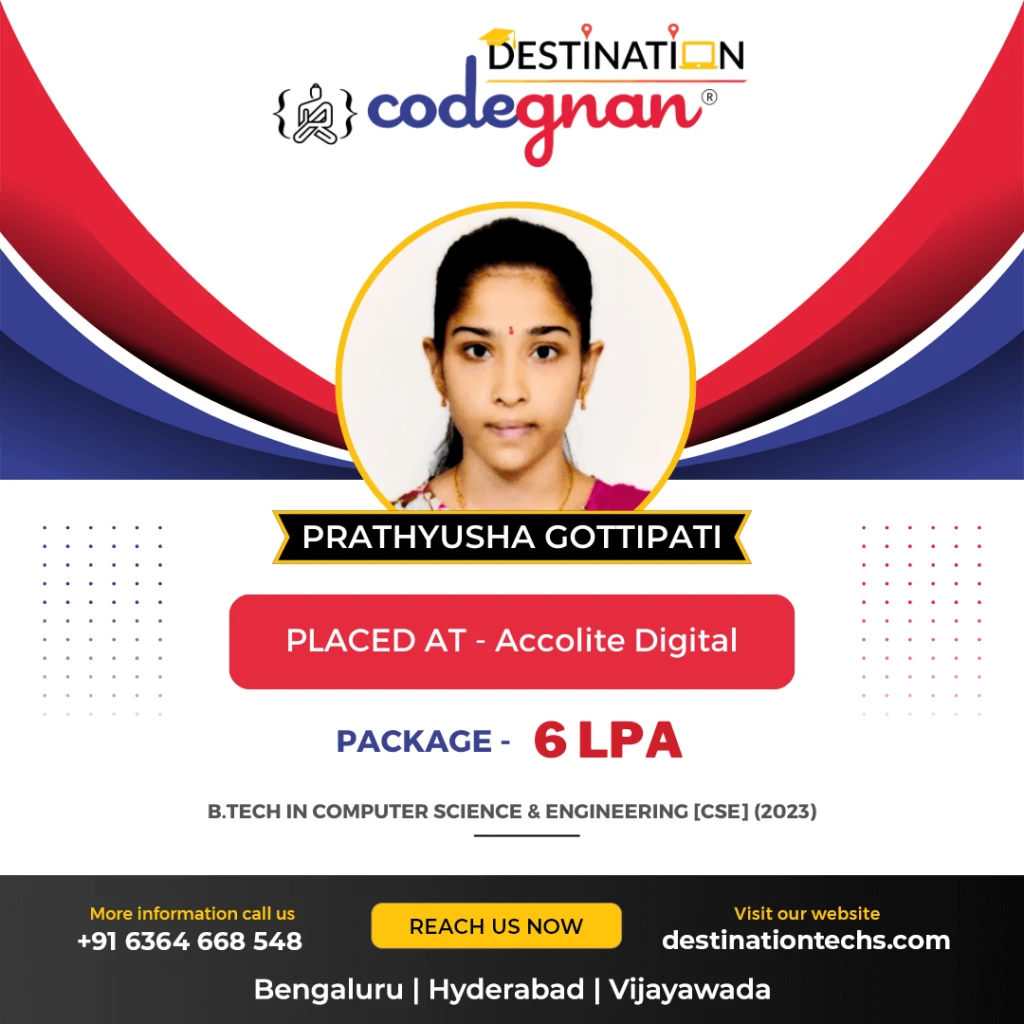 DESTINATION
codegnan®
PRATHYUSHA GOTTIPATI
PLACED AT - Accolite Digital
PACKAGE - 6 LPA
B.TECH IN COMPUTER SCIENCE & ENGINEERING [CSE] (2023)
More information call us
+91 6364 668 548
REACH US NOW
Visit our website
destinationtechs.com
Bengaluru | Hyderabad | Vijayawada